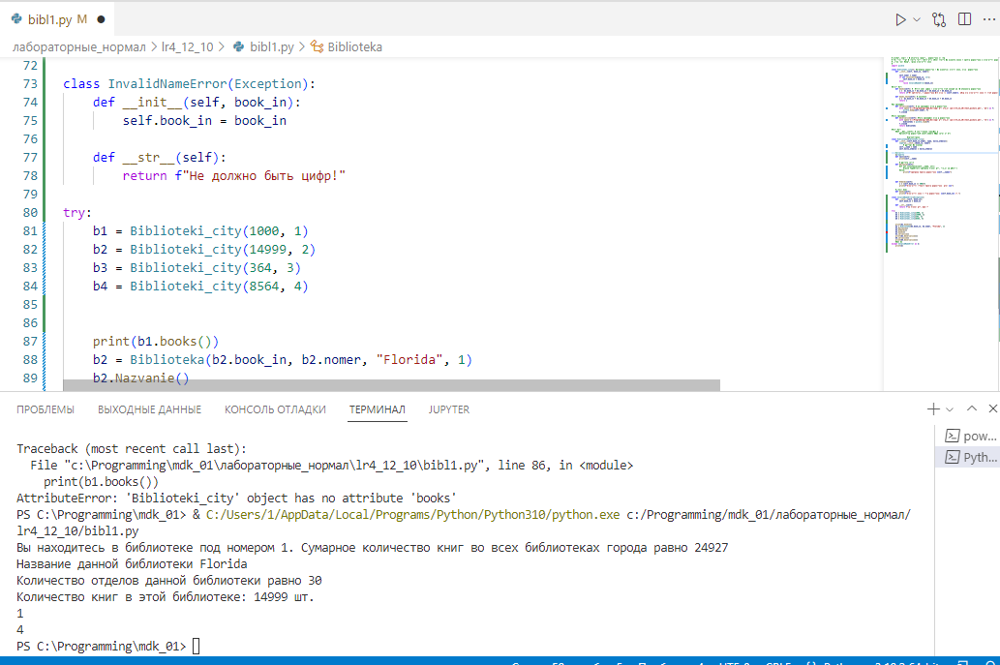 bibl1.py M
лабораторные_нормал > lr4_12_10 > bibl1.py > Biblioteka
72
73 class InvalidNameError(Exception):
74 def __init__(self, book_in):
75 self.book_in = book_in
76
77 def __str__(self):
78 return f"Не должно быть цифр!"
79
80 try:
81 b1 = Biblioteki_city(1000, 1)
82 b2 = Biblioteki_city(14999, 2)
83 b3 = Biblioteki_city(364, 3)
84 b4 = Biblioteki_city(8564, 4)
85
86
87 print(b1.books())
88 b2 = Biblioteka(b2.book_in, b2.nomer, "Florida", 1)
89 b2.Nazvanie()
ПРОБЛЕМЫ ВЫХОДНЫЕ ДАННЫЕ КОНСОЛЬ ОТЛАДКИ ТЕРМИНАЛ JUPYTER
Traceback (most recent call last):
File "c:\Programming\mdk_01\лабораторные_нормал\lr4_12_10\bibl1.py", line 86, in <module>
print(b1.books())
AttributeError: 'Biblioteki_city' object has no attribute 'books'
PS C:\Programming\mdk_01> & C:/Users/1/AppData/Local/Programs/Python/Python310/python.exe c:/Programming/mdk_01/лабораторные_нормал/
lr4_12_10/bibl1.py
Вы находитесь в библиотеке под номером 1. Сумарное количество книг во всех библиотеках города равно 24927
Название данной библиотеки Florida
Количество отделов данной библиотеки равно 30
Количество книг в этой библиотеке: 14999 шт.
1
4
PS C:\Programming\mdk_01>
pow...
Pyth...